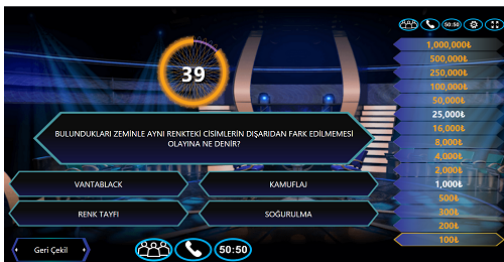 50:50
1,000,000₺
500,000₺
250,000₺
100,000₺
50,000₺
25,000₺
16,000₺
8,000₺
4,000₺
2,000₺
1,000₺
500₺
300₺
200₺
100₺
39
BULUNDUKLARI ZEMİNLE AYNI RENKTEKİ CİSİMLERİN DIŞARIDAN FARK EDİLMEMESİ
OLAYINA NE DENİR?
VANTABLACK
KAMUFLAJ
RENK TAYFI
SOĞURULMA
Geri Çekil
50:50